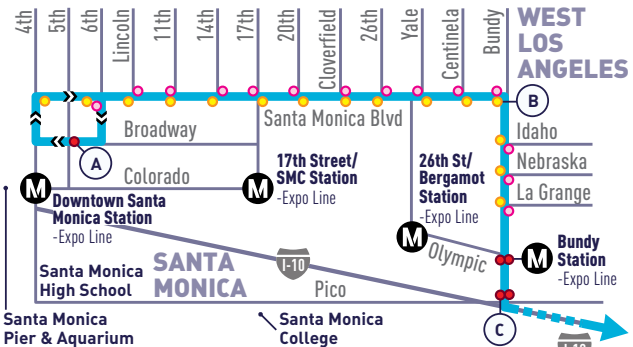 4th
5th
6th
Lincoln
11th
14th
17th
20th
Cloverfield
26th
Yale
Centinela
Bundy
WEST
LOS
ANGELES
B
Santa Monica Blvd
Broadway
A
Idaho
Nebraska
La Grange
Colorado
M
Downtown Santa
Monica Station
-Expo Line
M
17th Street/
SMC Station
-Expo Line
26th St/
Bergamot
Station
-Expo Line
M
Olympic
M
Bundy
Station
-Expo Line
I-10
SANTA
MONICA
Santa Monica
High School
Pico
C
Santa Monica
Pier & Aquarium
Santa Monica
College
I-10